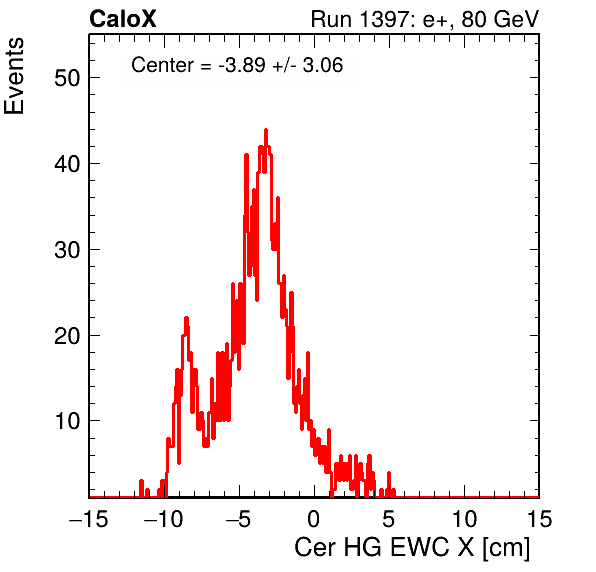 CaloX Run 1397: e+, 80 GeV
Center = -3.89 +/- 3.06
Events
50
40
30
20
10
−15 −10 −5 0 5 10 15
Cer HG EWC X [cm]